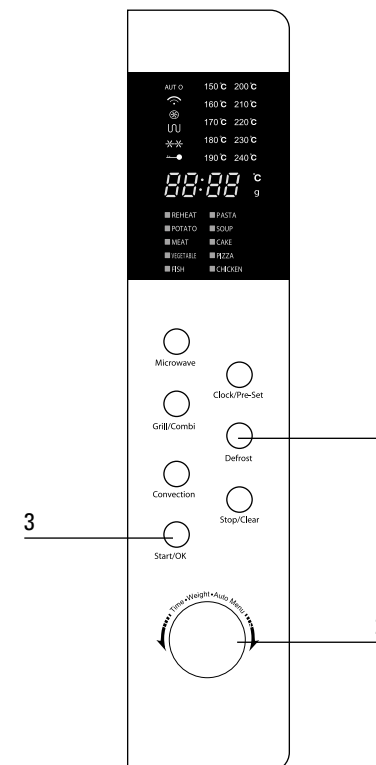 AUTO 150°C 200°C
160°C 210°C
170°C 220°C
180°C 230°C
190°C 240°C
88:88 °C
g
REHEAT PASTA
POTATO SOUP
MEAT CAKE
VEGETABLE PIZZA
FISH CHICKEN
Microwave
Clock/Pre-Set
Grill/Combi
Defrost
Convection
Stop/Clear
3
Start/OK
Time•Weight•Auto Menu